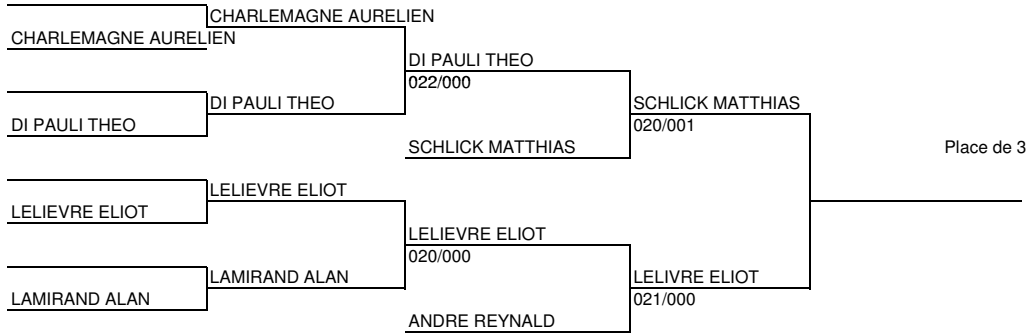 CHARLEMAGNE AURELIEN
CHARLEMAGNE AURELIEN
DI PAULI THEO
022/000
DI PAULI THEO
SCHLICK MATTHIAS
DI PAULI THEO
020/001
SCHLICK MATTHIAS
Place de 3
LELIEVRE ELIOT
LELIEVRE ELIOT
LELIEVRE ELIOT
020/000
LAMIRAND ALAN
LELIVRE ELIOT
LAMIRAND ALAN
021/000
ANDRE REYNALD